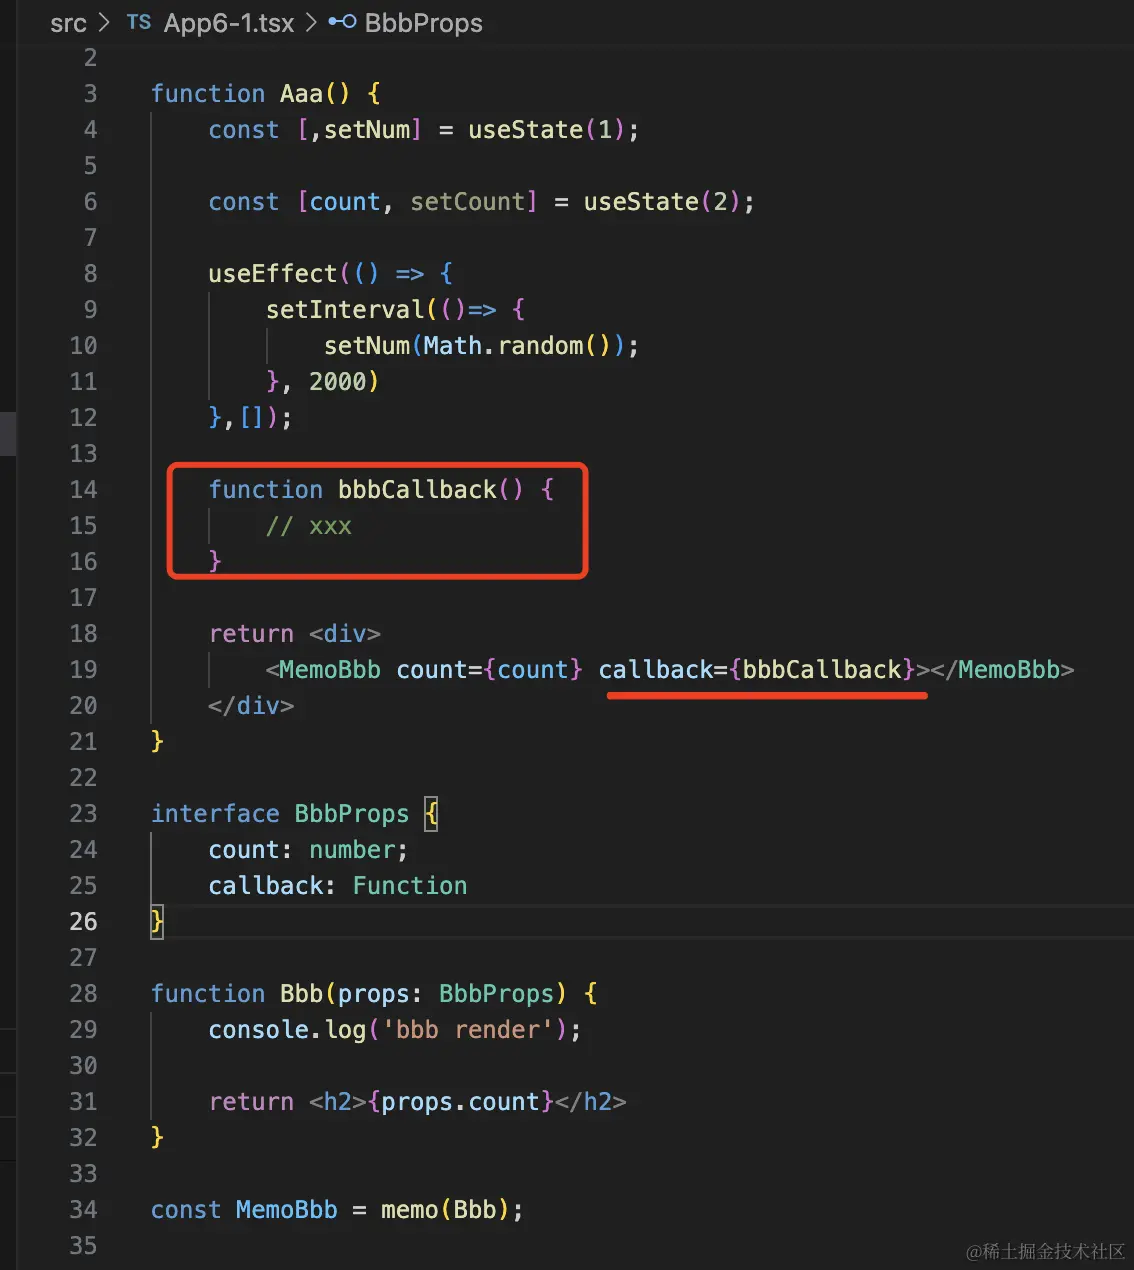 src > TS App6-1.tsx > BbbProps
2
3 function Aaa() {
4 const [,setNum] = useState(1);
5
6 const [count, setCount] = useState(2);
7
8 useEffect(() => {
9 setInterval(()=> {
10 setNum(Math.random());
11 }, 2000)
12 },[]);
13
14 function bbbCallback() {
15 // xxx
16 }
17
18 return <div>
19 <MemoBbb count={count} callback={bbbCallback}></MemoBbb>
20 </div>
21 }
22
23 interface BbbProps {
24 count: number;
25 callback: Function
26 }
27
28 function Bbb(props: BbbProps) {
29 console.log('bbb render');
30
31 return <h2>{props.count}</h2>
32 }
33
34 const MemoBbb = memo(Bbb);
35
@稀土掘金技术社区